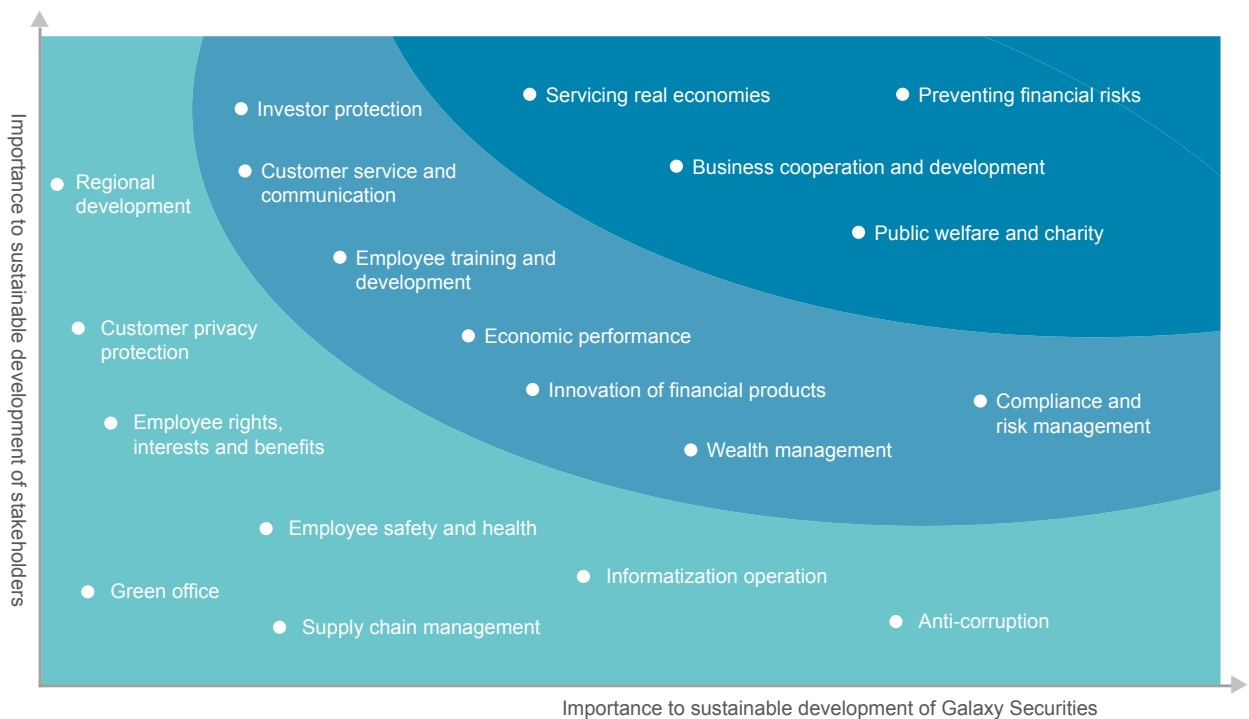 Importance to sustainable development of stakeholders
Servicing real economies
Preventing financial risks
Investor protection
Business cooperation and development
Customer service and
communication
Regional
development
Public welfare and charity
Employee training and
development
Customer privacy
protection
Economic performance
Innovation of financial products
Compliance and
risk management
Employee rights,
interests and benefits
Wealth management
Employee safety and health
Informatization operation
Green office
Supply chain management
Anti-corruption
Importance to sustainable development of Galaxy Securities